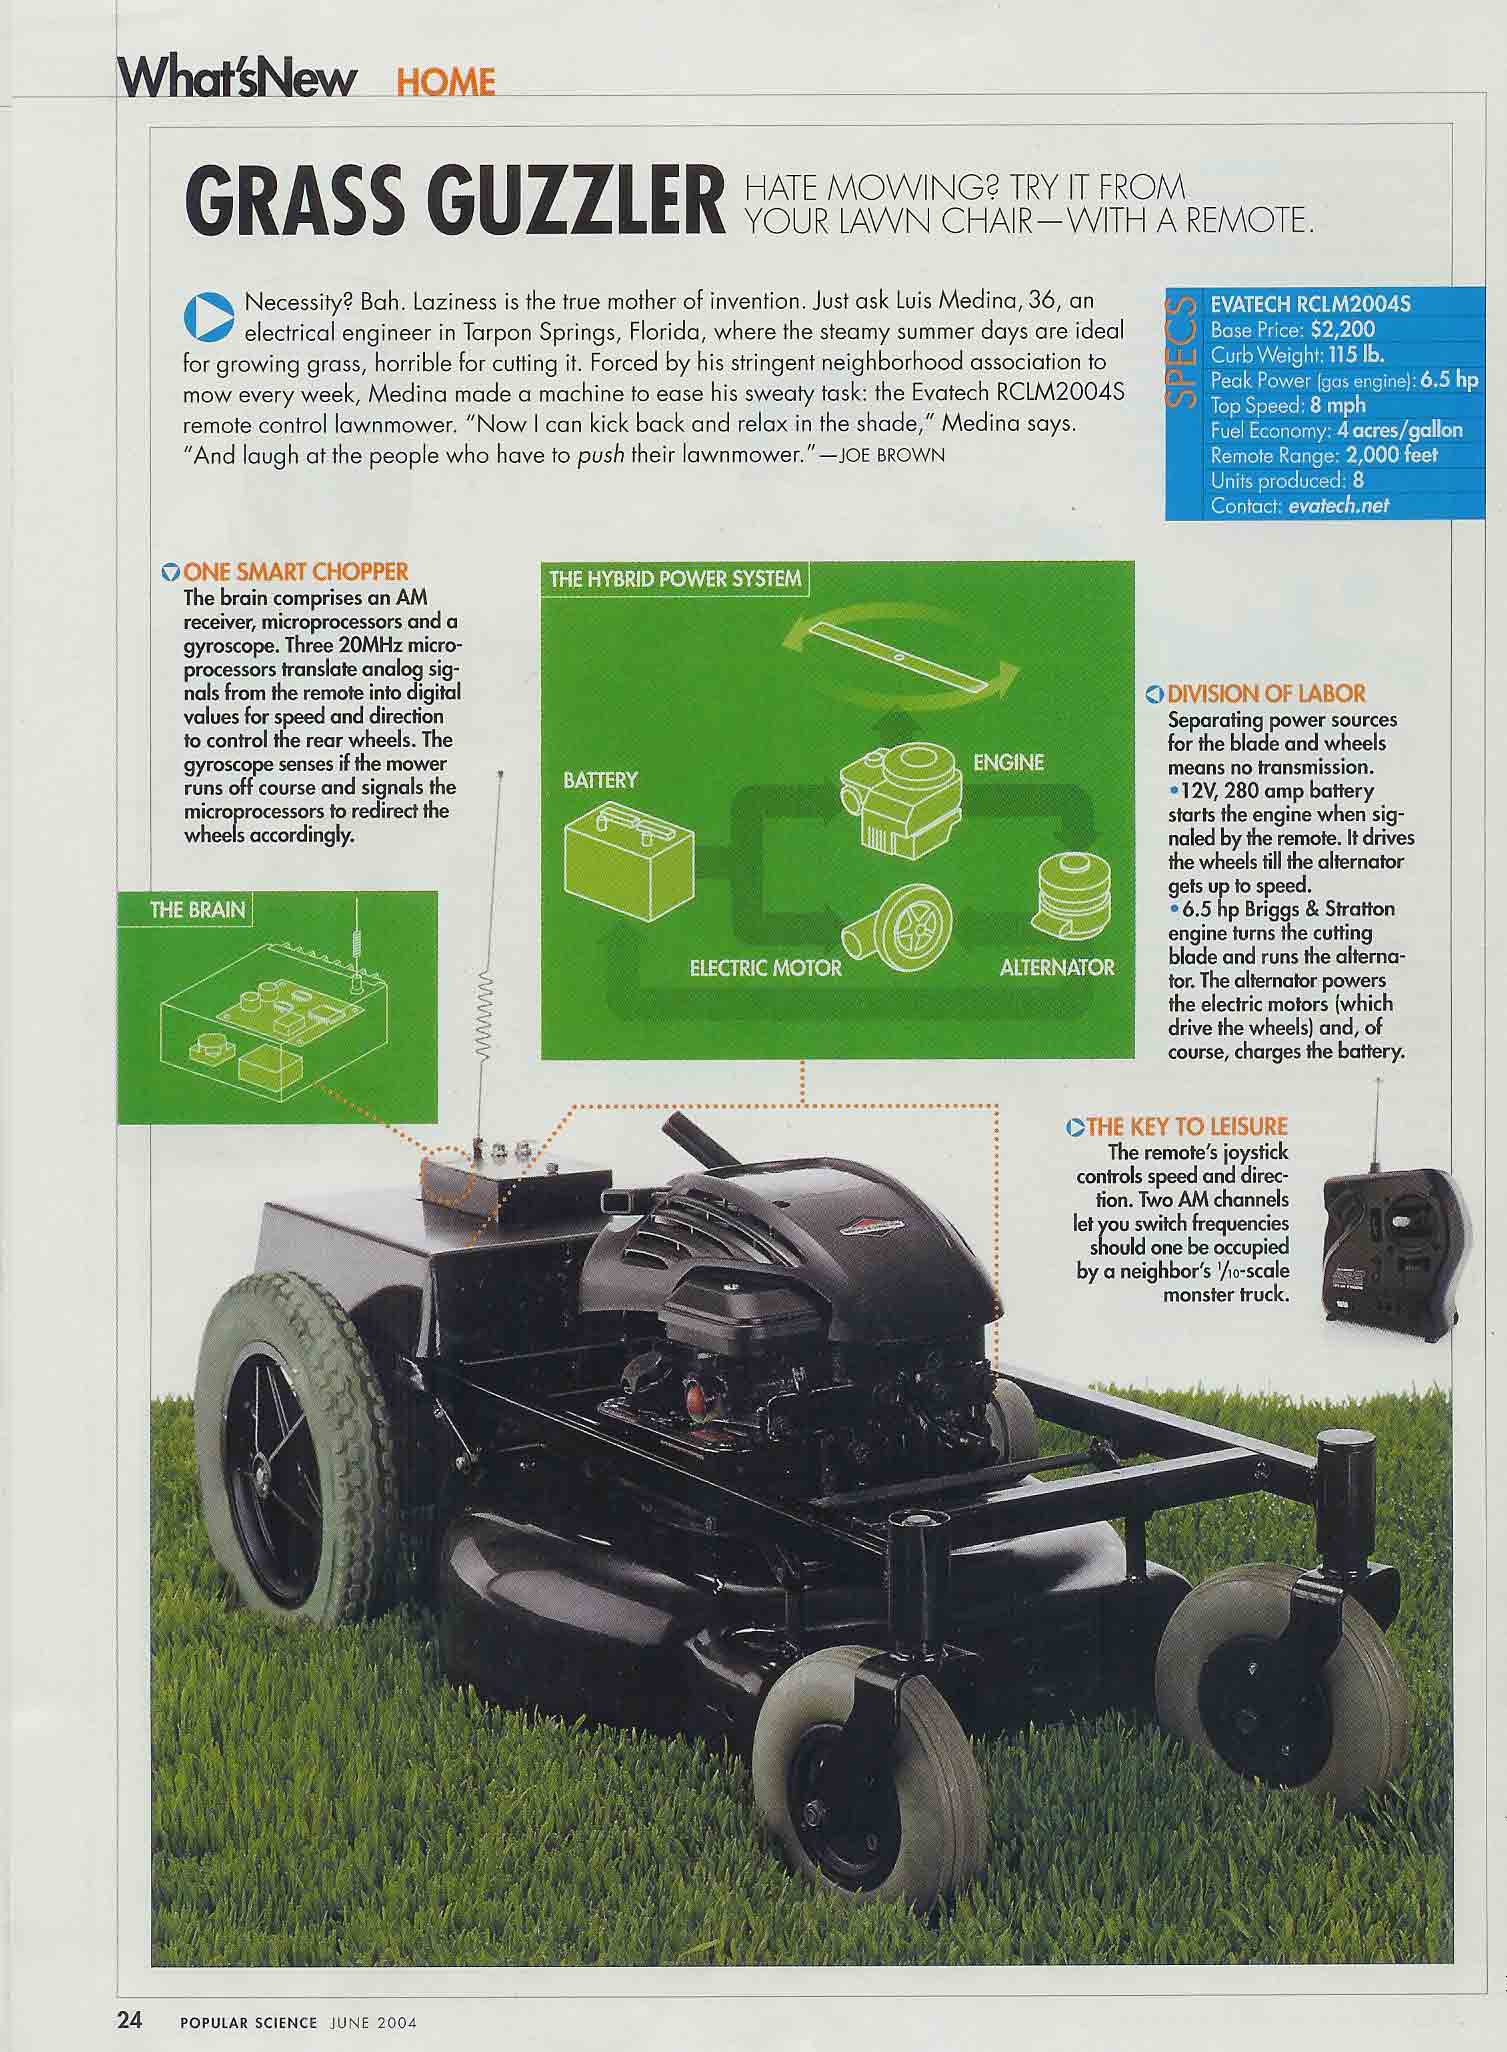 What'sNew HOME
GRASS GUZZLER
HATE MOWING? TRY IT FROM
YOUR LAWN CHAIR—WITH A REMOTE.
Necessity? Bah. Laziness is the true mother of invention. Just ask Luis Medina, 36, an
electrical engineer in Tarpon Springs, Florida, where the steamy summer days are ideal
for growing grass, horrible for cutting it. Forced by his stringent neighborhood association to
mow every week, Medina made a machine to ease his sweaty task: the Evatech RCLM2004S
remote control lawnmower. "Now I can kick back and relax in the shade," Medina says.
"And laugh at the people who have to push their lawnmower."—JOE BROWN
SPECS
EVATECH RCLM2004S
Base Price: $2,200
Curb Weight: 115 lb.
Peak Power (gas engine): 6.5 hp
Top Speed: 8 mph
Fuel Economy: 4 acres/gallon
Remote Range: 2,000 feet
Units produced: 8
Contact: evatech.net
ONE SMART CHOPPER
The brain comprises an AM
receiver, microprocessors and a
gyroscope. Three 20MHz micro-
processors translate analog sig-
nals from the remote into digital
values for speed and direction
to control the rear wheels. The
gyroscope senses if the mower
runs off course and signals the
microprocessors to redirect the
wheels accordingly.
THE BRAIN
THE HYBRID POWER SYSTEM
BATTERY
ENGINE
ELECTRIC MOTOR
ALTERNATOR
DIVISION OF LABOR
Separating power sources
for the blade and wheels
means no transmission.
• 12V, 280 amp battery
starts the engine when sig-
naled by the remote. It drives
the wheels till the alternator
gets up to speed.
• 6.5 hp Briggs & Stratton
engine turns the cutting
blade and runs the alterna-
tor. The alternator powers
the electric motors (which
drive the wheels) and, of
course, charges the battery.
THE KEY TO LEISURE
The remote's joystick
controls speed and direc-
tion. Two AM channels
let you switch frequencies
should one be occupied
by a neighbor's 1/10-scale
monster truck.
24 POPULAR SCIENCE JUNE 2004